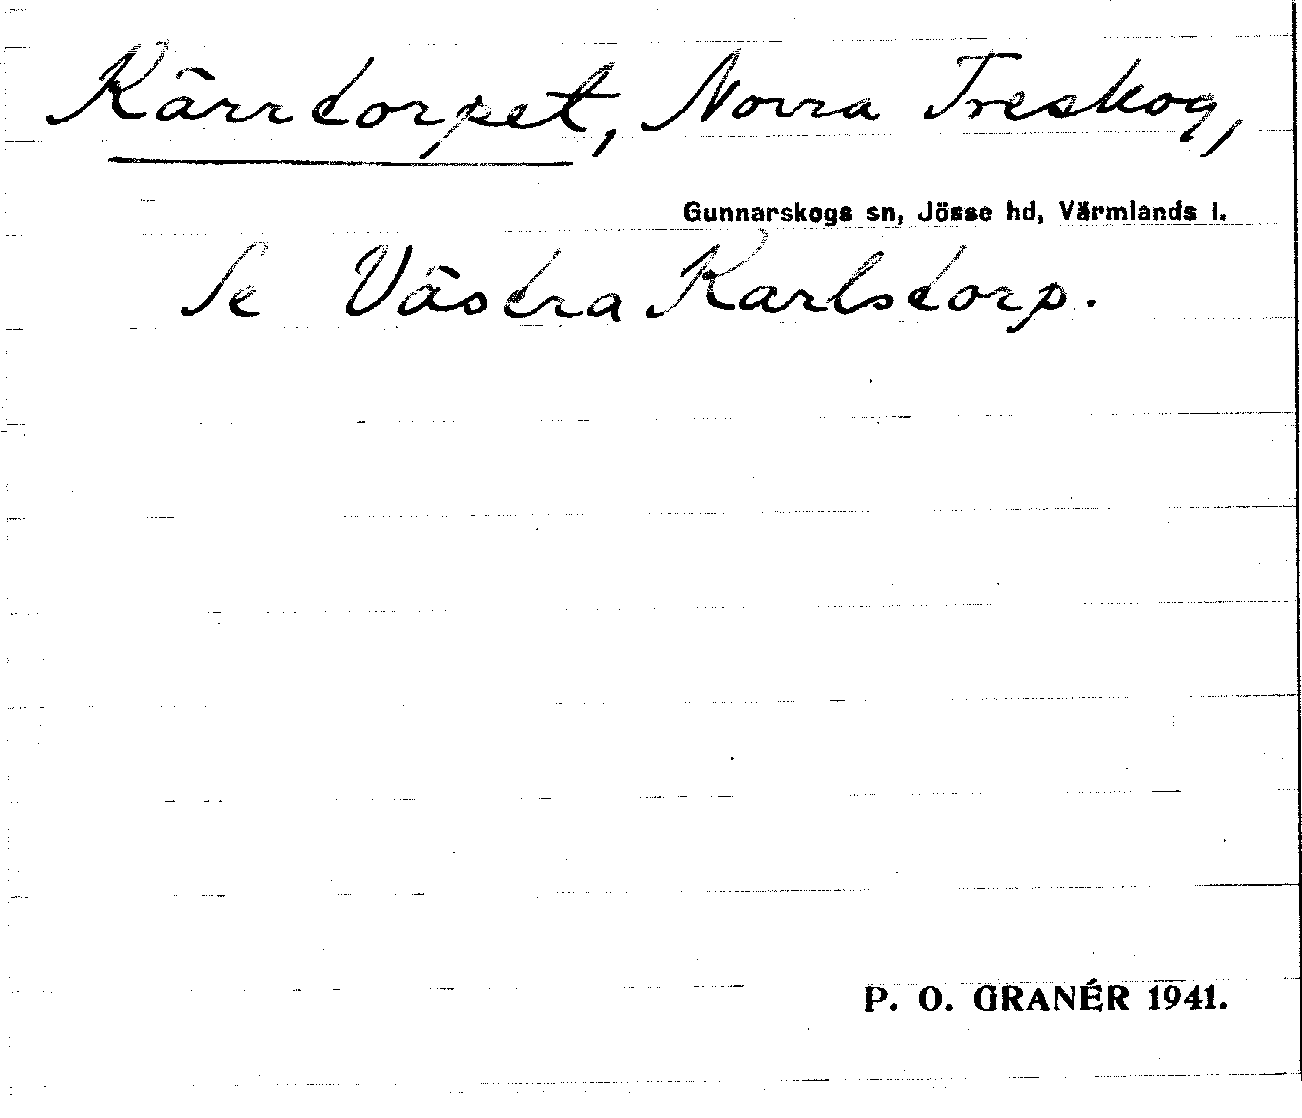 Kärrtorpet, Norra Treskog,
Gunnarskogs sn, Jösse hd, Värmlands l.
Se Västra Karlstorp.
P. O. GRANÉR 1941.